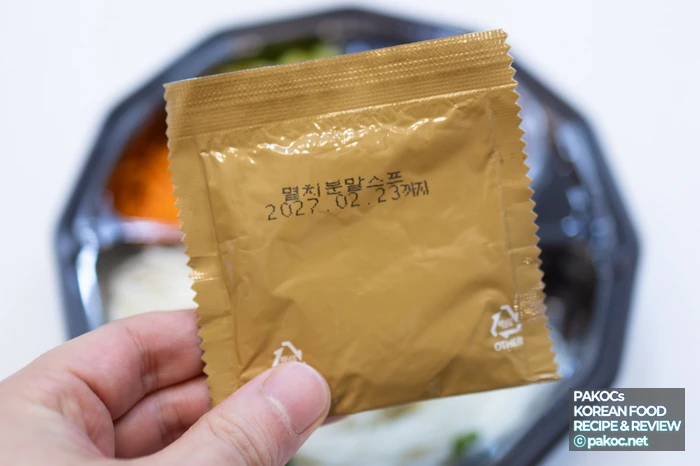 멸치분말스프
2027.02.23까지
OTHER
PAKOCs
KOREAN FOOD
RECIPE & REVIEW
© pakoc.net